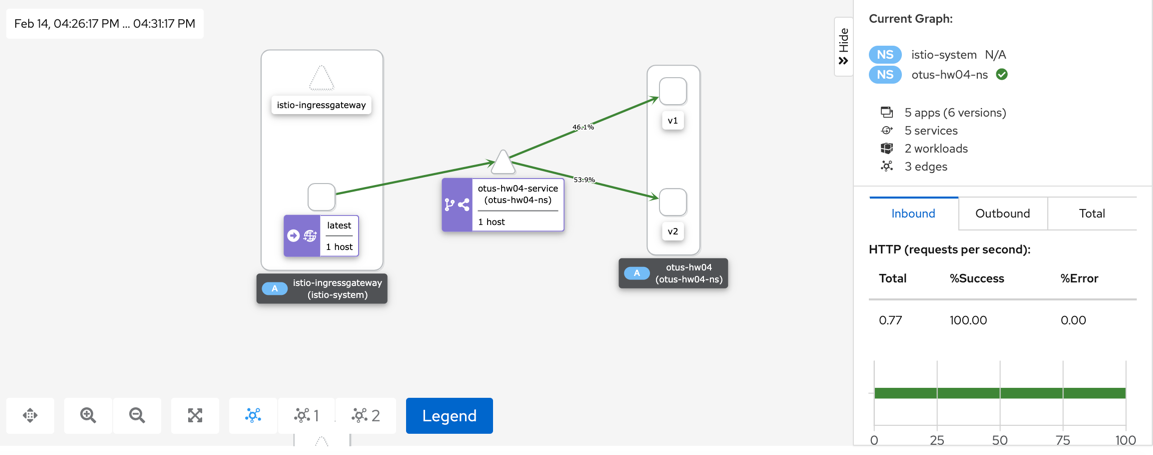 Feb 14, 04:26:17 PM ... 04:31:17 PM
istio-ingressgateway
latest
1 host
A
istio-ingressgateway
(istio-system)
otus-hw04-service
(otus-hw04-ns)
1 host
46.1%
53.9%
v1
v2
A
otus-hw04
(otus-hw04-ns)
1
2
Legend
Hide
Current Graph:
NS istio-system N/A
NS otus-hw04-ns
5 apps (6 versions)
5 services
2 workloads
3 edges
Inbound Outbound Total
HTTP (requests per second):
Total %Success %Error
0.77 100.00 0.00
0 25 50 75 100